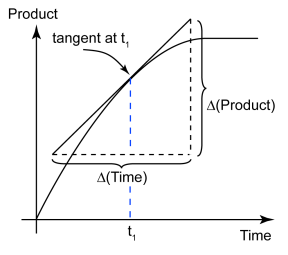 Product
tangent at t₁
Δ(Product)
Δ(Time)
t₁
Time